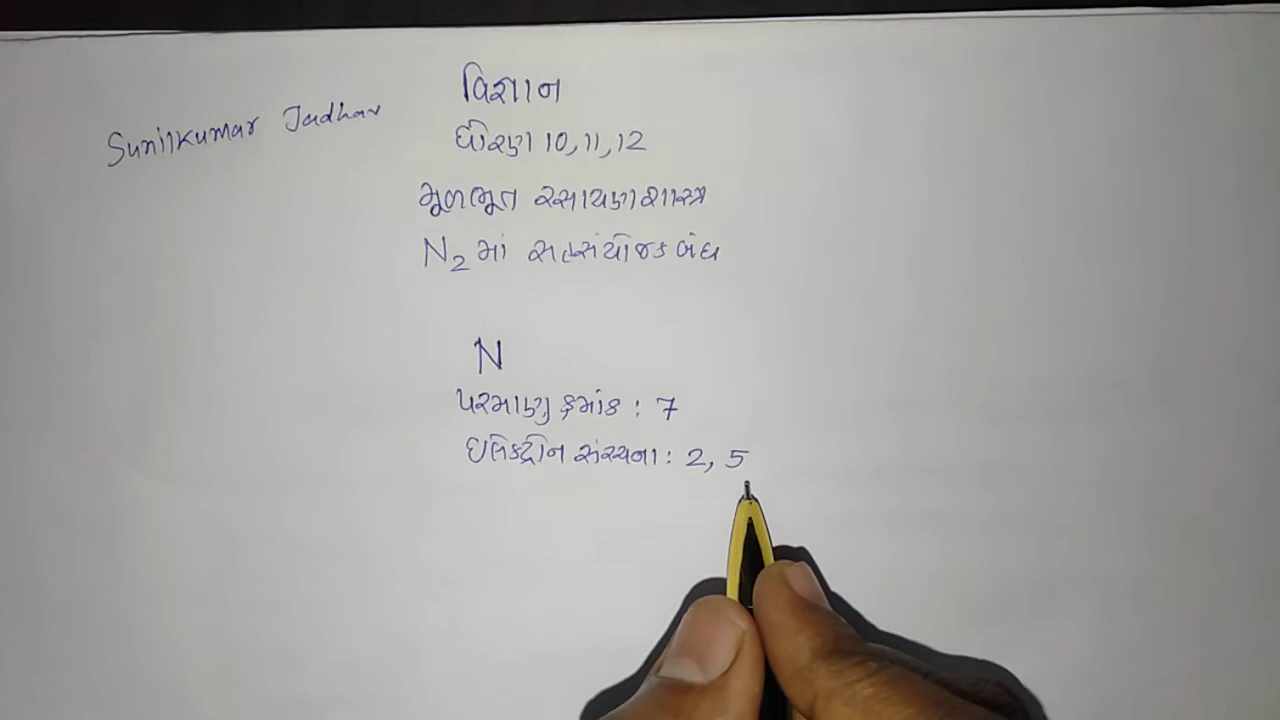 Sunilkumar Jadhav
વિજ્ઞાન
ધોરણ 10, 11, 12
મૂળભૂત રસાયણશાસ્ત્ર
N2 માં સહસંયોજક બંધ
N
પરમાણુ ક્રમાંક : 7
ઇલેક્ટ્રોન સંરચના : 2, 5